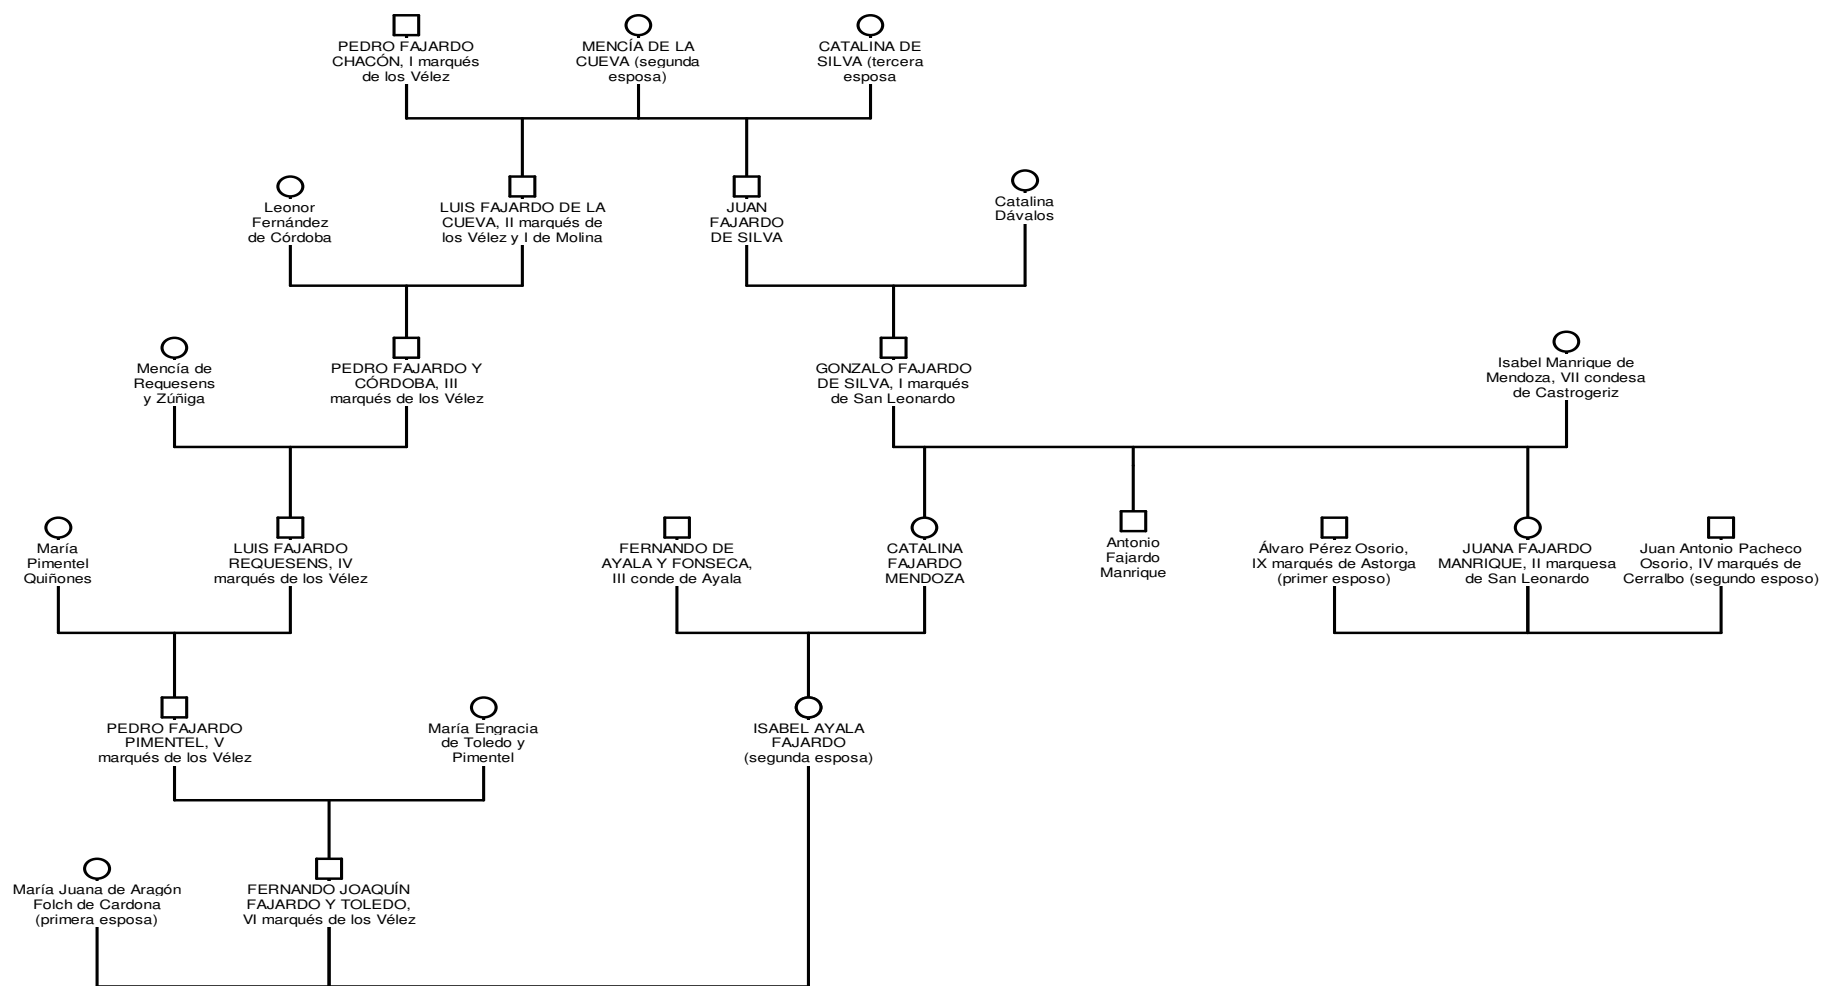 PEDRO FAJARDO
CHACÓN, I marqués
de los Vélez
MENCÍA DE LA
CUEVA (segunda
esposa)
CATALINA DE
SILVA (tercera
esposa
Leonor
Fernández
de Córdoba
LUIS FAJARDO DE LA
CUEVA, II marqués de
los Vélez y I de Molina
JUAN
FAJARDO
DE SILVA
Catalina
Dávalos
Mencía de
Requesens
y Zúñiga
PEDRO FAJARDO Y
CÓRDOBA, III
marqués de los Vélez
GONZALO FAJARDO
DE SILVA, I marqués
de San Leonardo
Isabel Manrique de
Mendoza, VII condesa
de Castrogeriz
María
Pimentel
Quiñones
LUIS FAJARDO
REQUESENS, IV
marqués de los Vélez
FERNANDO DE
AYALA Y FONSECA,
III conde de Ayala
CATALINA
FAJARDO
MENDOZA
Antonio
Fajardo
Manrique
Álvaro Pérez Osorio,
IX marqués de Astorga
(primer esposo)
JUANA FAJARDO
MANRIQUE, II marquesa
de San Leonardo
Juan Antonio Pacheco
Osorio, IV marqués de
Cerralbo (segundo esposo)
PEDRO FAJARDO
PIMENTEL, V
marqués de los Vélez
María Engracia
de Toledo y
Pimentel
ISABEL AYALA
FAJARDO
(segunda esposa)
María Juana de Aragón
Folch de Cardona
(primera esposa)
FERNANDO JOAQUÍN
FAJARDO Y TOLEDO,
VI marqués de los Vélez